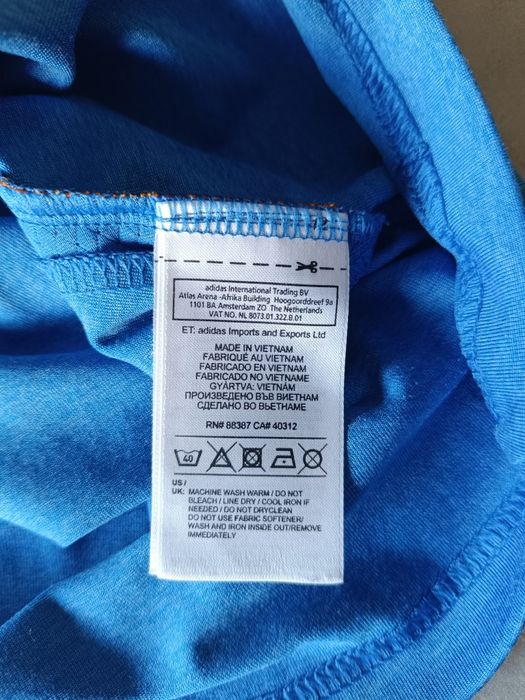 adidas International Trading BV
Atlas Arena -Afrika Building Hoogoorddreef 9a
1101 BA Amsterdam ZO The Netherlands
VAT NO. NL 8073.01.322.B.01
ET: adidas Imports and Exports Ltd
MADE IN VIETNAM
FABRIQUÉ AU VIETNAM
FABRICADO EN VIETNAM
FABRICADO NO VIETNAME
GYÁRTVA: VIETNÁM
ПРОИЗВЕДЕНО ВЪВ ВИЕТНАМ
СДЕЛАНО ВО ВЬЕТНАМЕ
RN# 88387 CA# 40312
40
US /
UK: MACHINE WASH WARM / DO NOT
BLEACH / LINE DRY / COOL IRON IF
NEEDED / DO NOT DRYCLEAN
DO NOT USE FABRIC SOFTENER/
WASH AND IRON INSIDE OUT/REMOVE
IMMEDIATELY